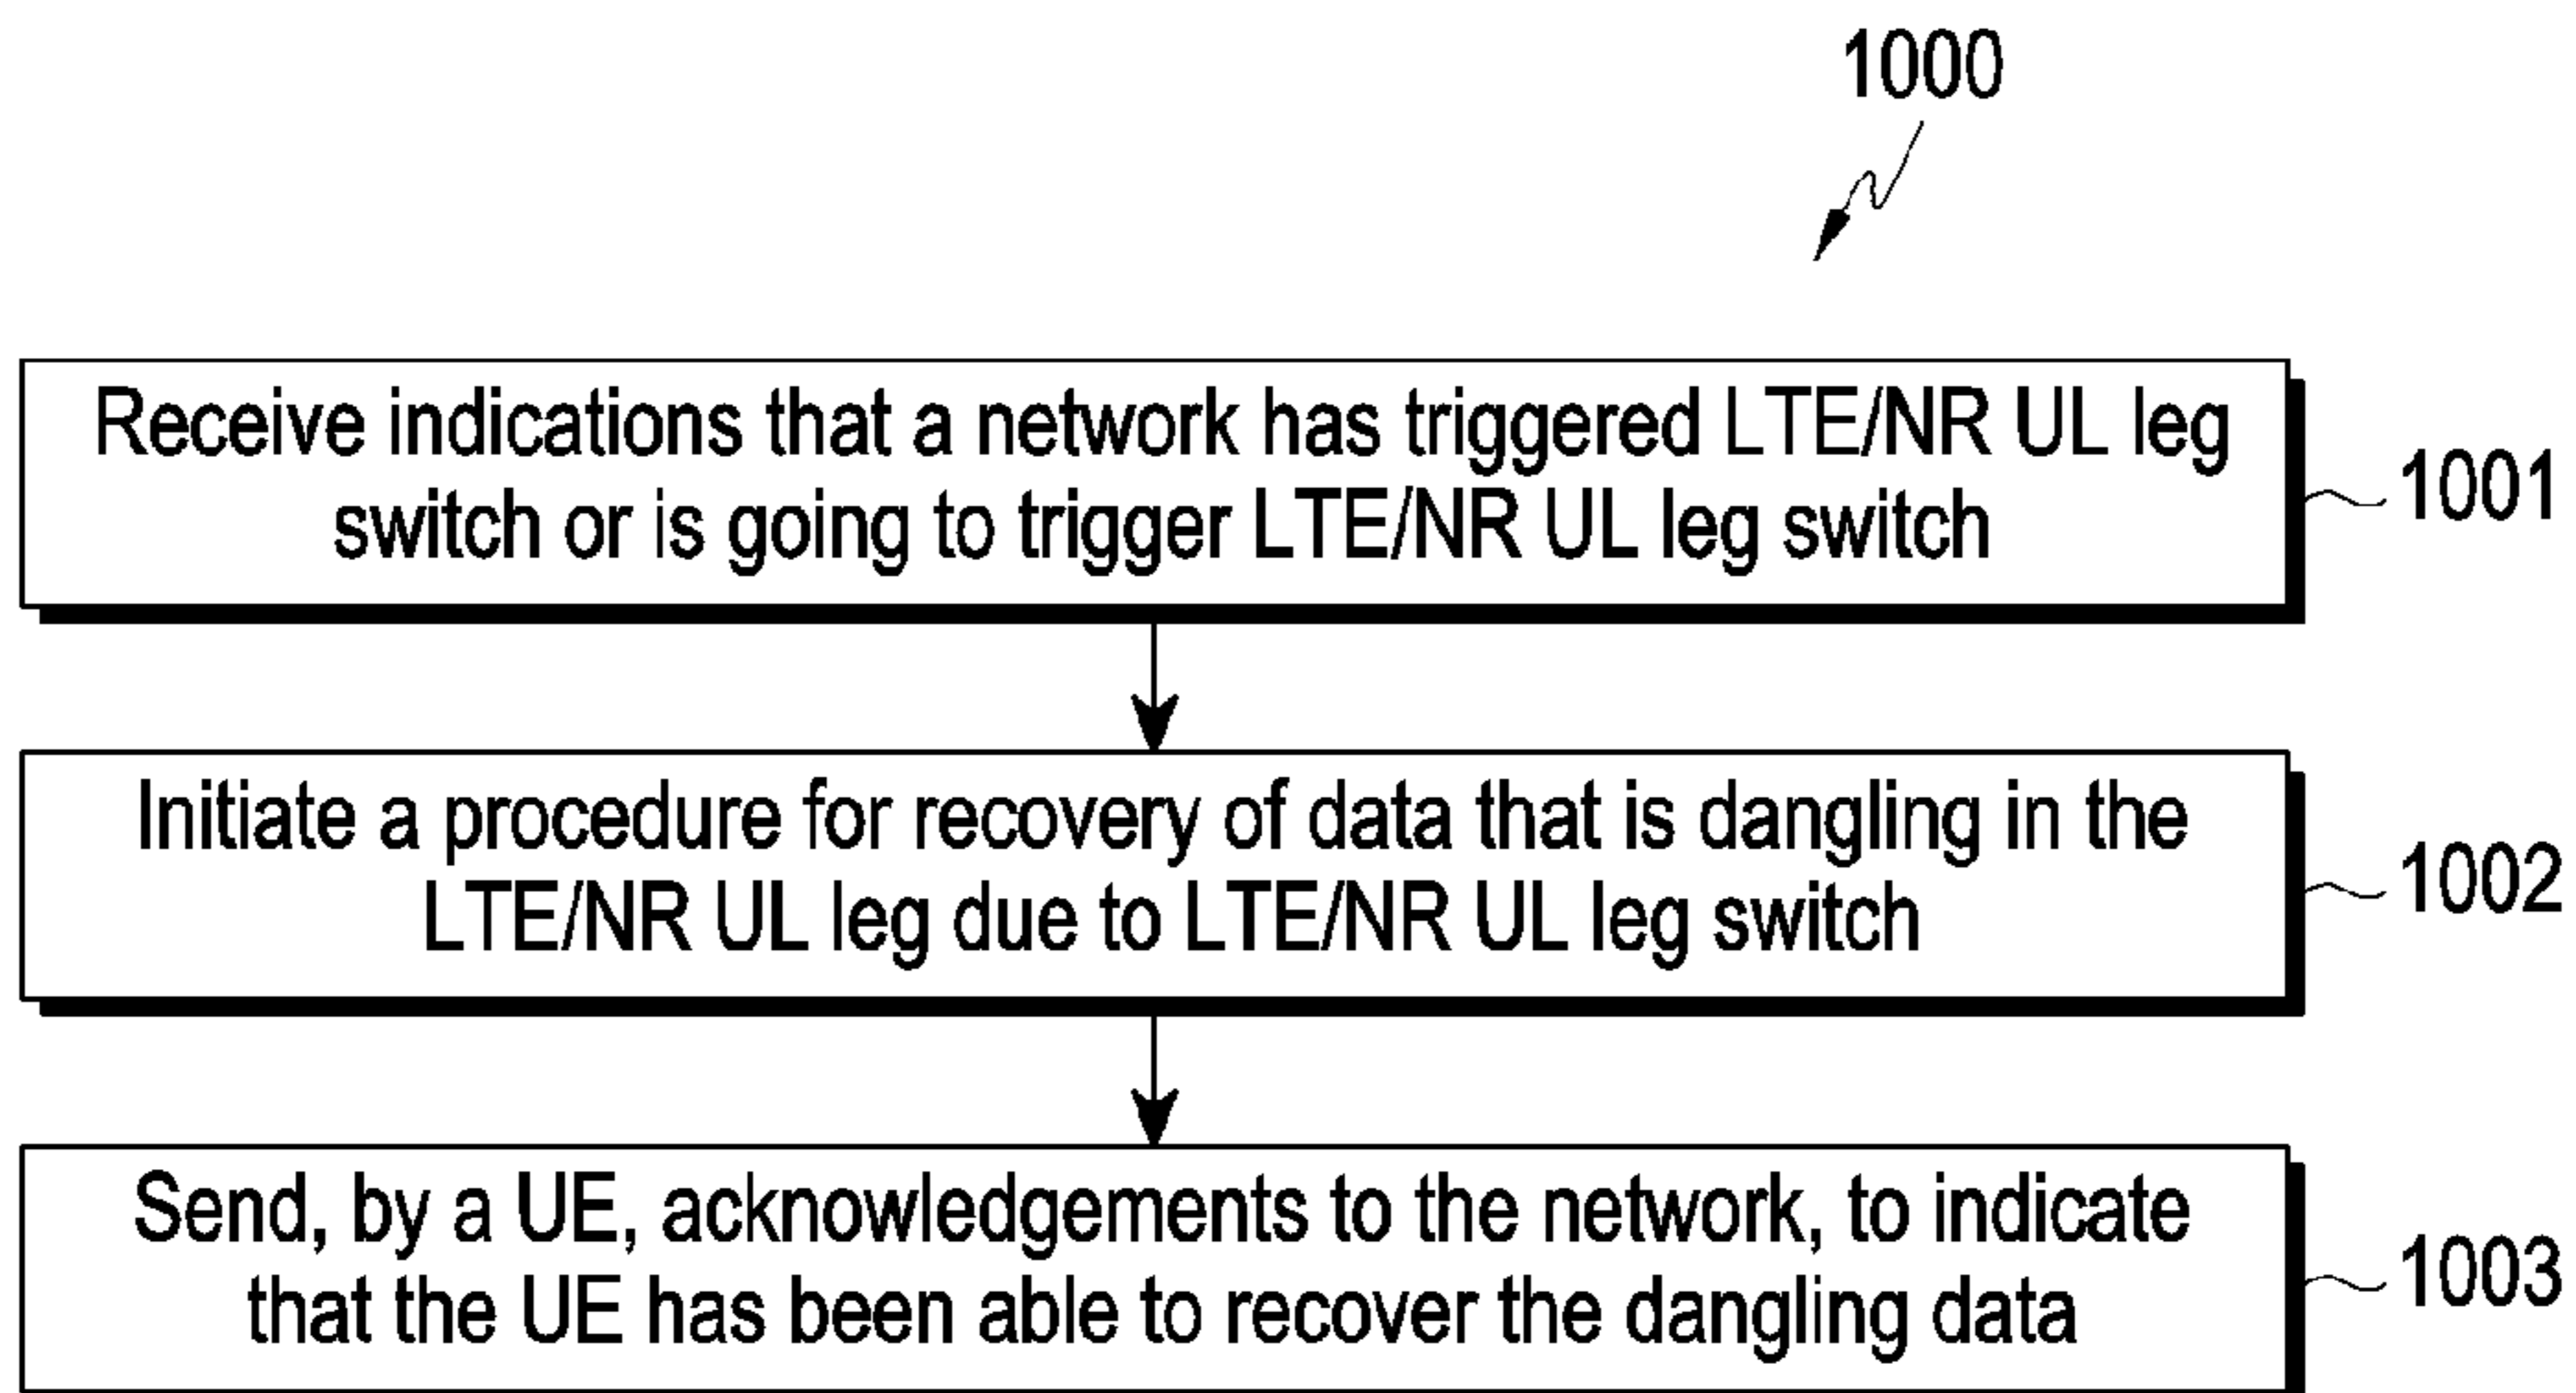 1000
Receive indications that a network has triggered LTE/NR UL leg
switch or is going to trigger LTE/NR UL leg switch
1001
Initiate a procedure for recovery of data that is dangling in the
LTE/NR UL leg due to LTE/NR UL leg switch
1002
Send, by a UE, acknowledgements to the network, to indicate
that the UE has been able to recover the dangling data
1003